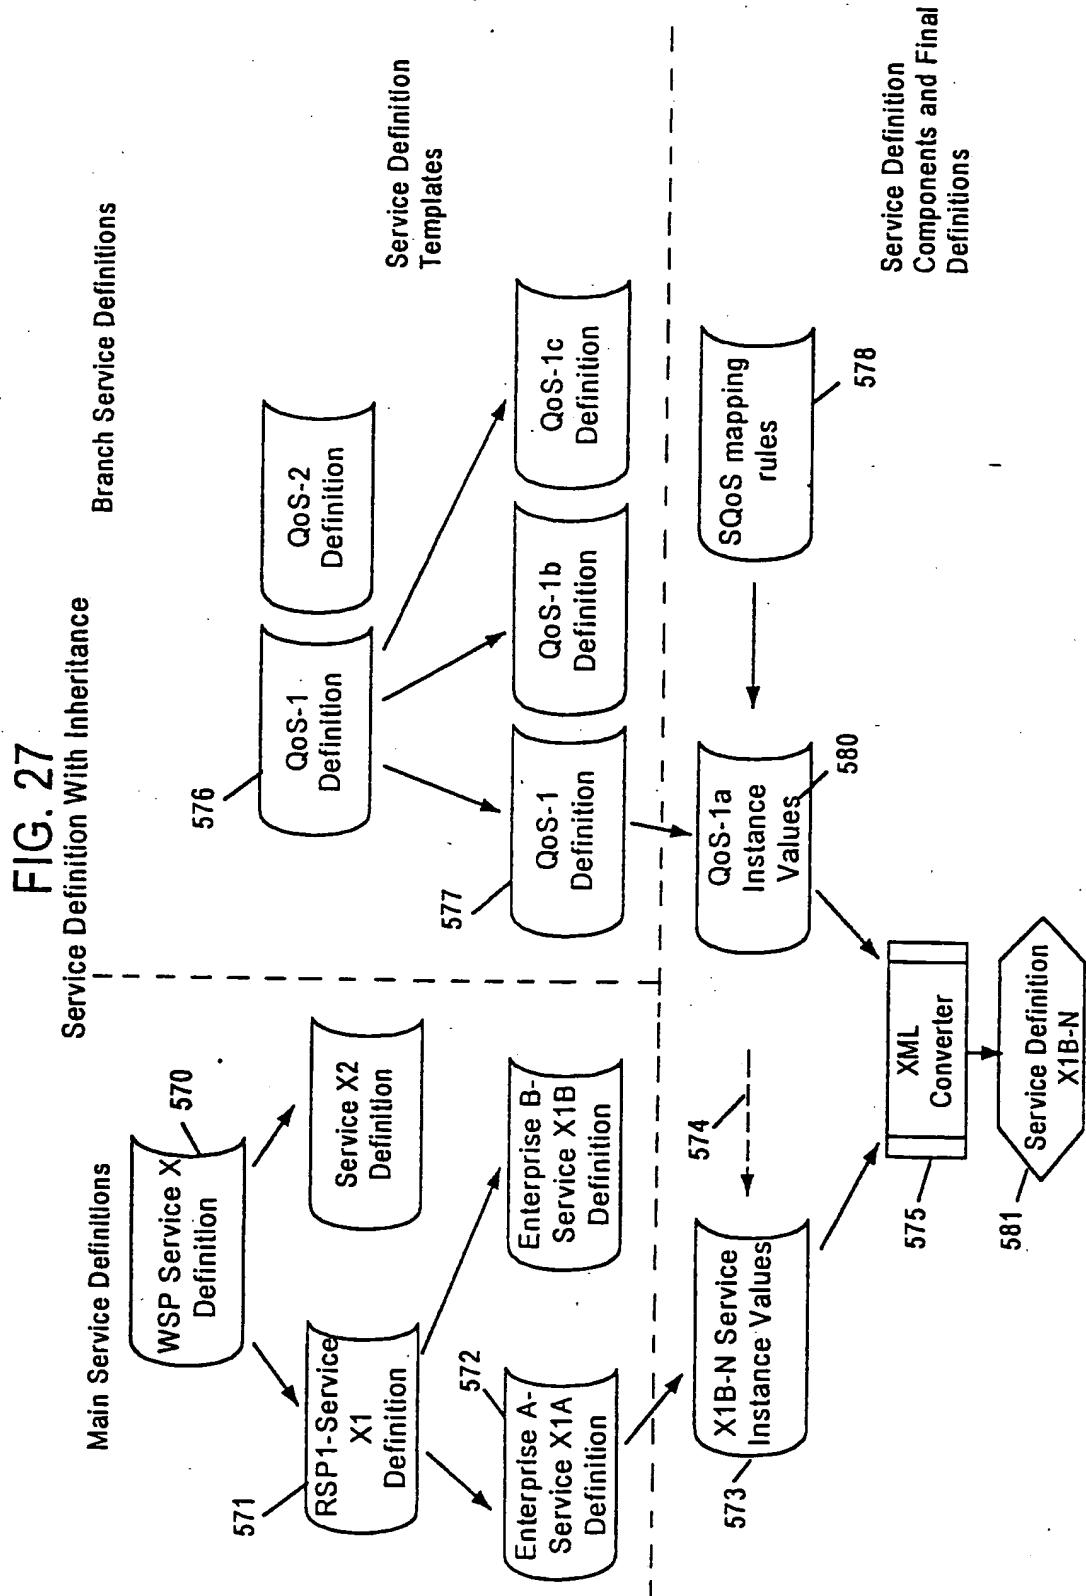 FIG. 27
Service Definition With Inheritance
Main Service Definitions
Branch Service Definitions
570
WSP Service X
Definition
571
RSP1-Service
X1
Definition
Service X2
Definition
572
Enterprise A-
Service X1A
Definition
Enterprise B-
Service X1B
Definition
576
QoS-1
Definition
QoS-2
Definition
577
QoS-1
Definition
QoS-1b
Definition
QoS-1c
Definition
Service Definition
Templates
573
X1B-N Service
Instance Values
574
QoS-1a
Instance
Values
580
SQoS mapping
rules
578
Service Definition
Components and Final
Definitions
575
XML
Converter
581
Service Definition
X1B-N